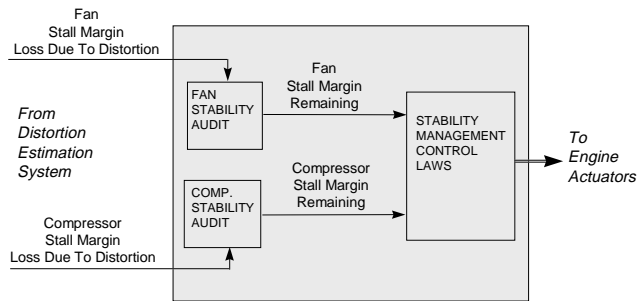 Fan
Stall Margin
Loss Due To Distortion
From
Distortion
Estimation
System
Compressor
Stall Margin
Loss Due To Distortion
FAN
STABILITY
AUDIT
COMP.
STABILITY
AUDIT
Fan
Stall Margin
Remaining
Compressor
Stall Margin
Remaining
STABILITY
MANAGEMENT
CONTROL
LAWS
To
Engine
Actuators